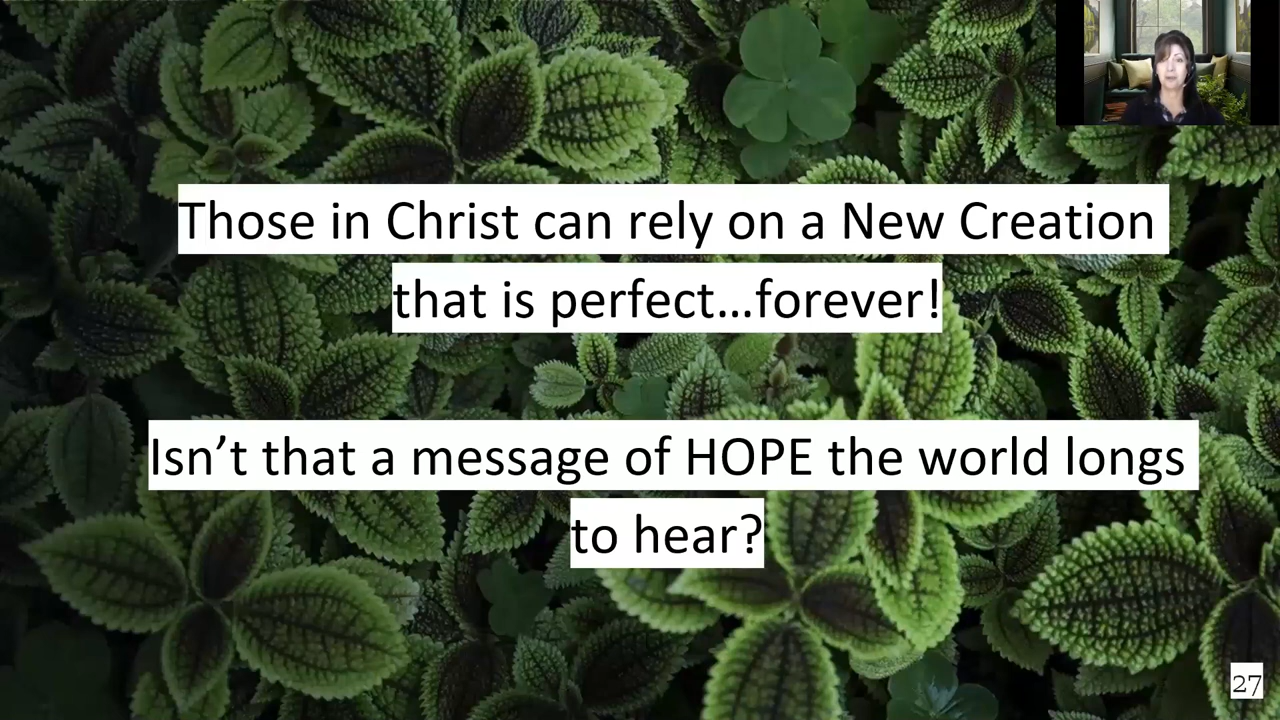 Those in Christ can rely on a New Creation
that is perfect...forever!
Isn’t that a message of HOPE the world longs
to hear?
27